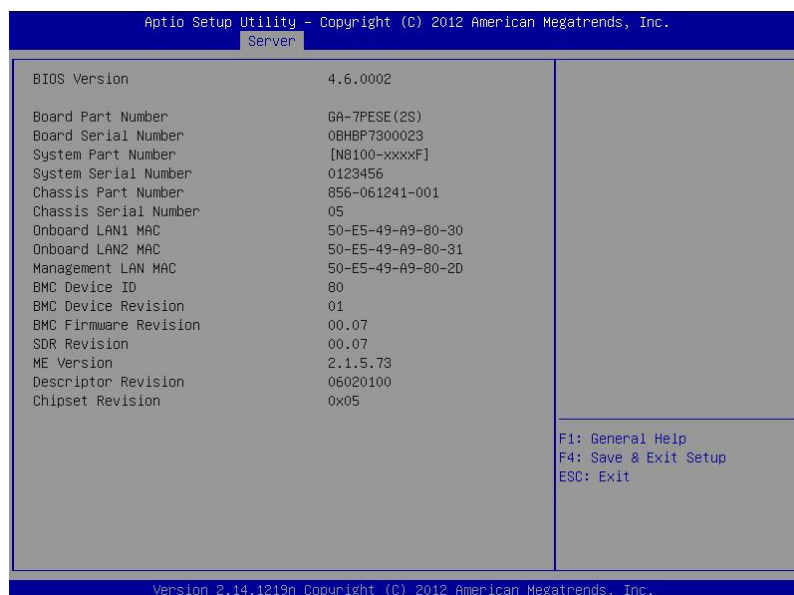 Aptio Setup Utility – Copyright (C) 2012 American Megatrends, Inc.
Server
BIOS Version 4.6.0002
Board Part Number GA-7PESE(2S)
Board Serial Number 0BHBP7300023
System Part Number [N8100-xxxxF]
System Serial Number 0123456
Chassis Part Number 856-061241-001
Chassis Serial Number 05
Onboard LAN1 MAC 50-E5-49-A9-80-30
Onboard LAN2 MAC 50-E5-49-A9-80-31
Management LAN MAC 50-E5-49-A9-80-2D
BMC Device ID 80
BMC Device Revision 01
BMC Firmware Revision 00.07
SDR Revision 00.07
ME Version 2.1.5.73
Descriptor Revision 06020100
Chipset Revision 0x05
F1: General Help
F4: Save & Exit Setup
ESC: Exit
Version 2.14.1219n Copyright (C) 2012 American Megatrends, Inc.